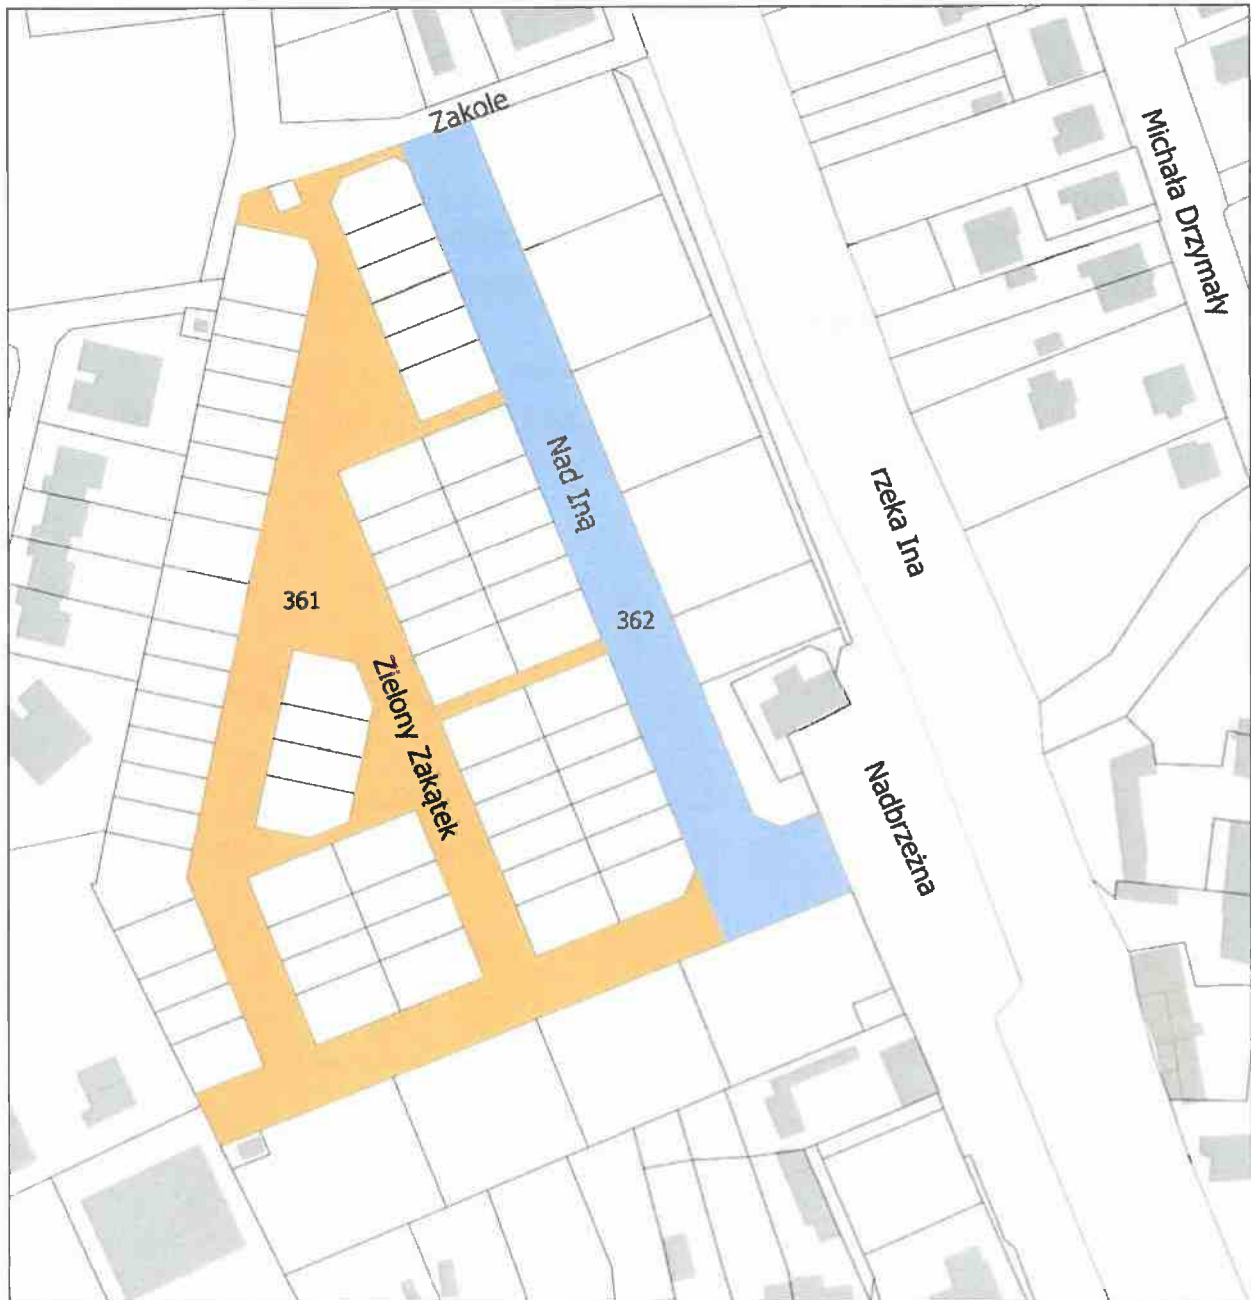 Zakole
Michała Drzymały
Nad Iną
rzeka Ina
361
362
Zielony Zakątek
Nadbrzeżna